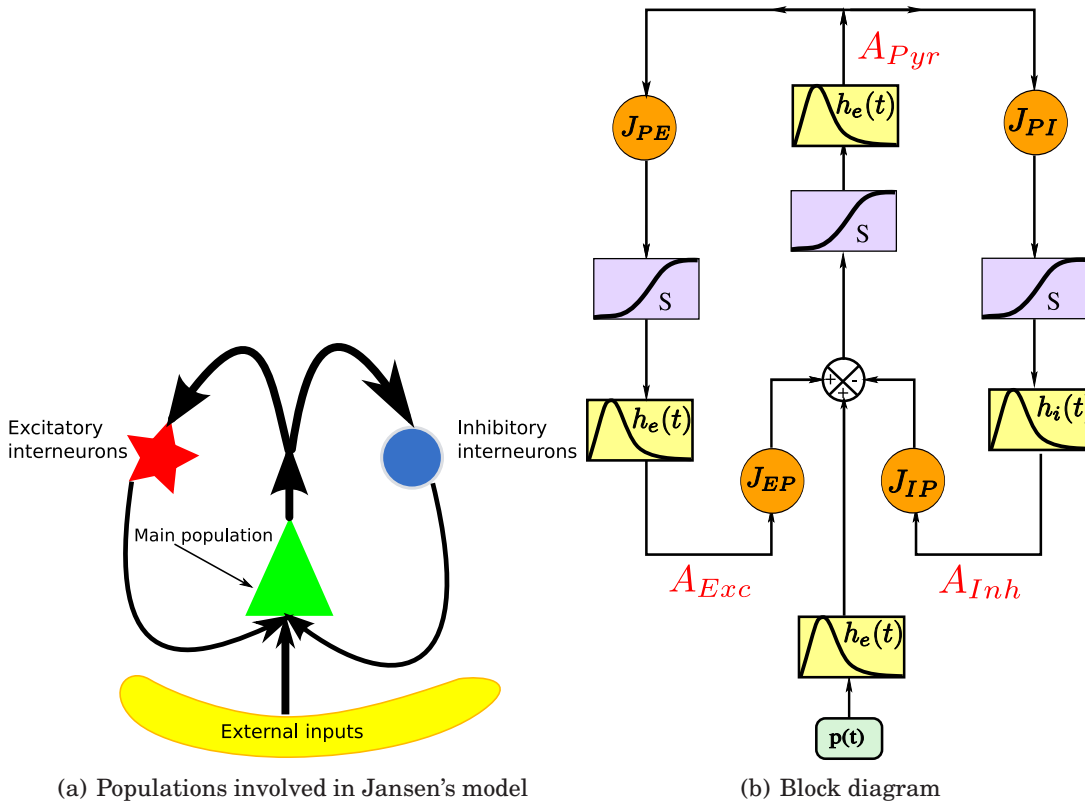 Excitatory
interneurons
Inhibitory
interneurons
Main population
External inputs
(a) Populations involved in Jansen's model
A_{Pyr}
J_{PE}
h_e(t)
J_{PI}
S
S
S
+
-
+
h_e(t)
h_i(t)
J_{EP}
J_{IP}
A_{Exc}
A_{Inh}
h_e(t)
p(t)
(b) Block diagram